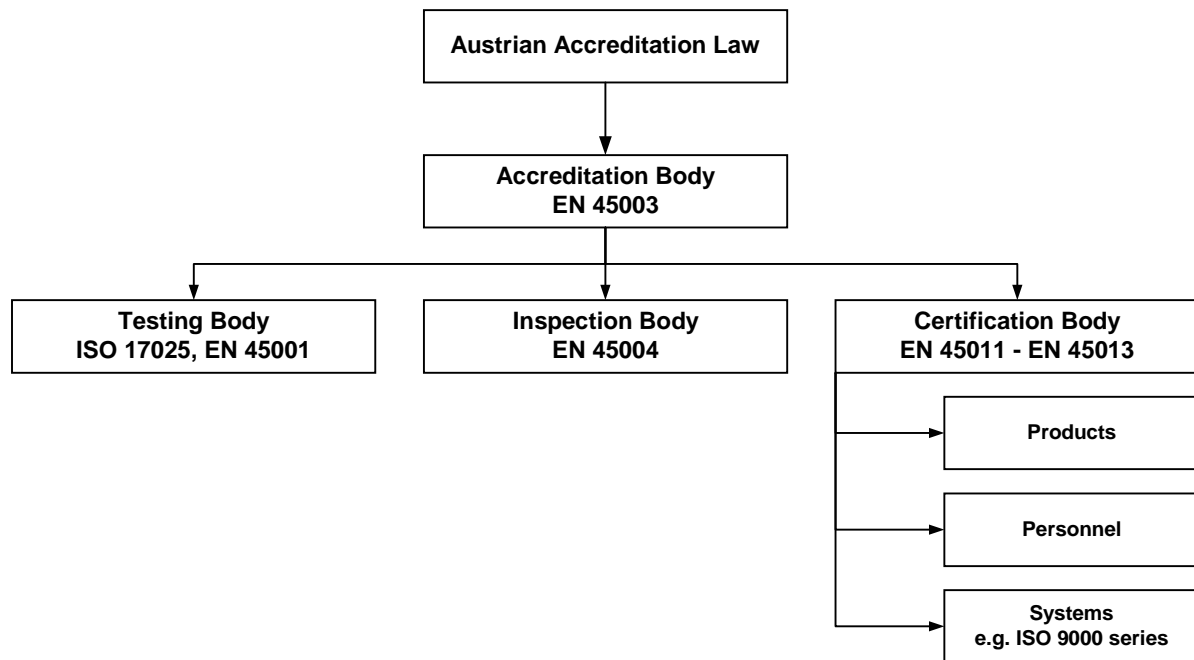 Austrian Accreditation Law
Accreditation Body
EN 45003
Testing Body
ISO 17025, EN 45001
Inspection Body
EN 45004
Certification Body
EN 45011 - EN 45013
Products
Personnel
Systems
e.g. ISO 9000 series